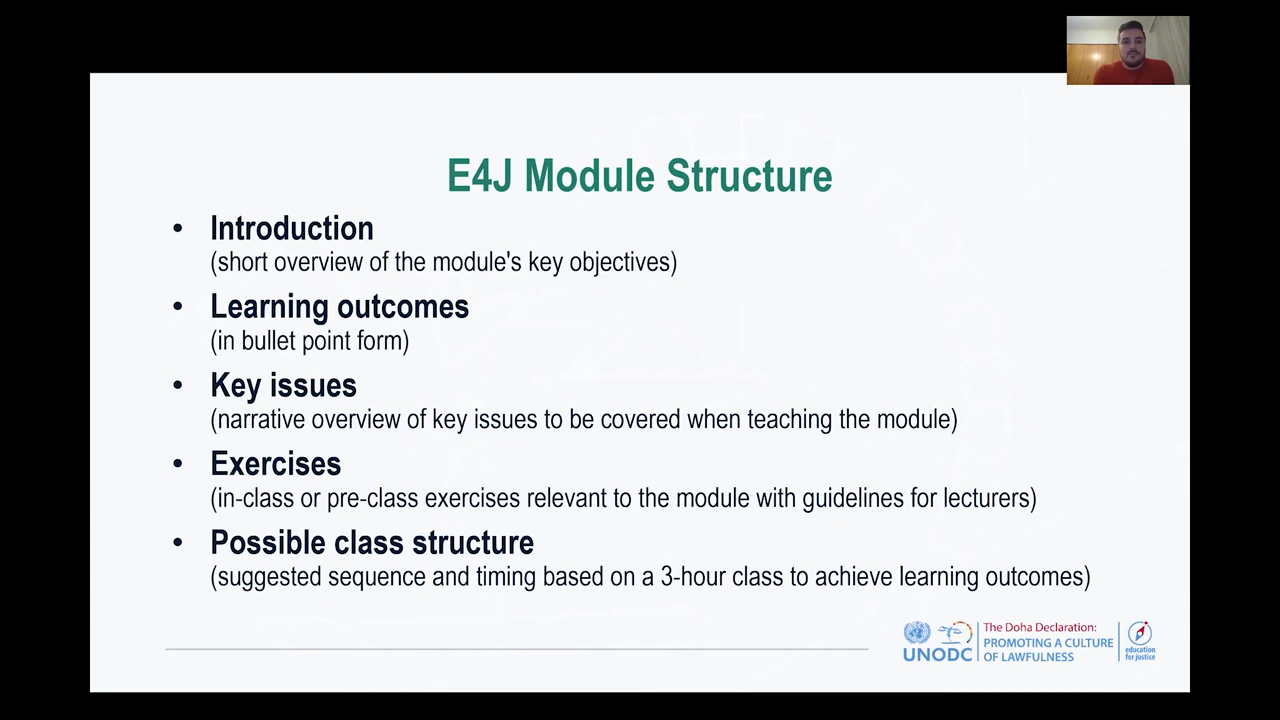 E4J Module Structure
• Introduction
(short overview of the module's key objectives)
• Learning outcomes
(in bullet point form)
• Key issues
(narrative overview of key issues to be covered when teaching the module)
• Exercises
(in-class or pre-class exercises relevant to the module with guidelines for lecturers)
• Possible class structure
(suggested sequence and timing based on a 3-hour class to achieve learning outcomes)
UNODC
The Doha Declaration:
PROMOTING A CULTURE
OF LAWFULNESS
education
for justice